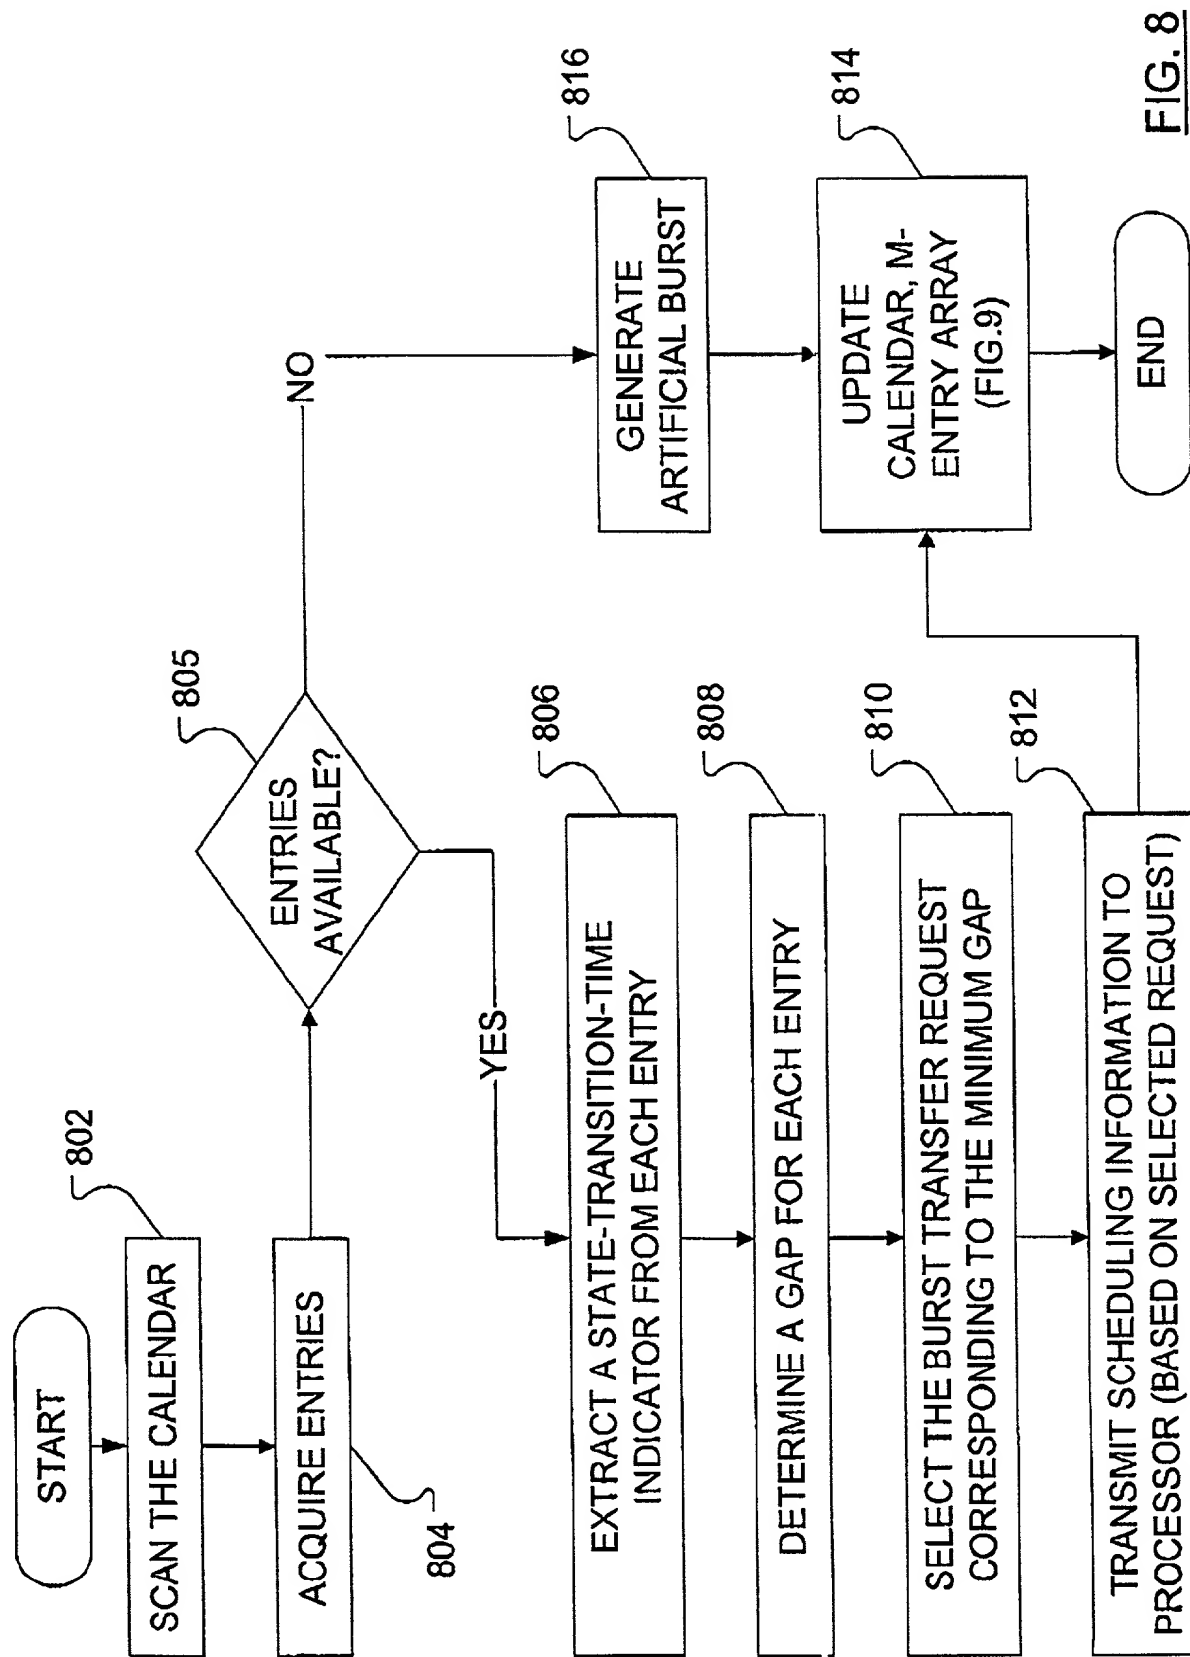 START
SCAN THE CALENDAR
802
ACQUIRE ENTRIES
804
ENTRIES
AVAILABLE?
805
NO
YES
EXTRACT A STATE-TRANSITION-TIME
INDICATOR FROM EACH ENTRY
806
DETERMINE A GAP FOR EACH ENTRY
808
SELECT THE BURST TRANSFER REQUEST
CORRESPONDING TO THE MINIMUM GAP
810
TRANSMIT SCHEDULING INFORMATION TO
PROCESSOR (BASED ON SELECTED REQUEST)
812
GENERATE
ARTIFICIAL BURST
816
UPDATE
CALENDAR, M-
ENTRY ARRAY
(FIG.9)
814
END
FIG. 8